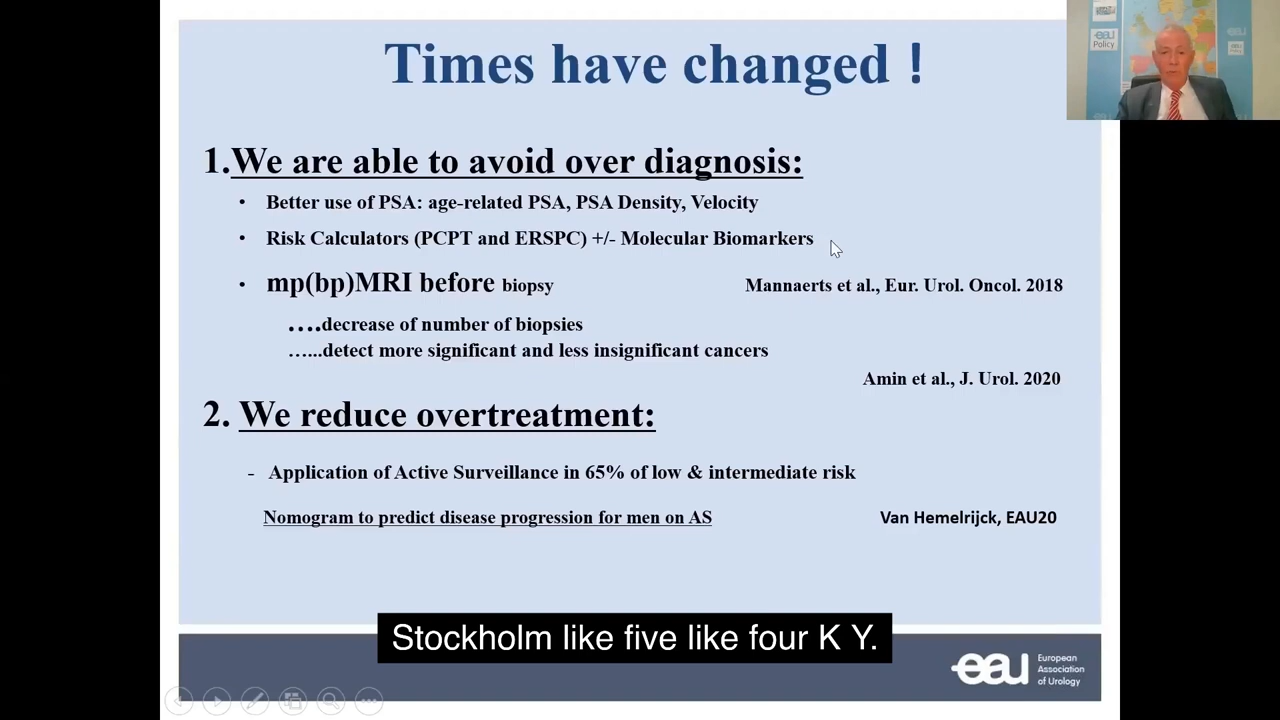 Times have changed !
eau
Policy
1.We are able to avoid over diagnosis:
• Better use of PSA: age-related PSA, PSA Density, Velocity
• Risk Calculators (PCPT and ERSPC) +/- Molecular Biomarkers
• mp(bp)MRI before biopsy Mannaerts et al., Eur. Urol. Oncol. 2018
….decrease of number of biopsies
…...detect more significant and less insignificant cancers
Amin et al., J. Urol. 2020
2. We reduce overtreatment:
- Application of Active Surveillance in 65% of low & intermediate risk
Nomogram to predict disease progression for men on AS Van Hemelrijck, EAU20
Stockholm like five like four K Y.
eau
European
Association
of Urology